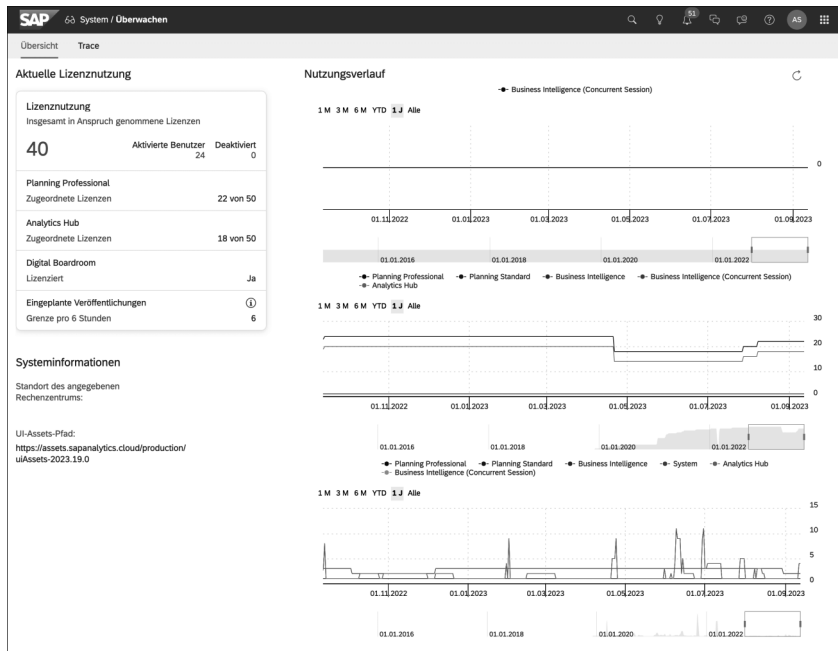 SAP System / Überwachen 51 AS
Übersicht Trace
Aktuelle Lizenznutzung
Lizenznutzung
Insgesamt in Anspruch genommene Lizenzen
40 Aktivierte Benutzer Deaktiviert
24 0
Planning Professional
Zugeordnete Lizenzen 22 von 50
Analytics Hub
Zugeordnete Lizenzen 18 von 50
Digital Boardroom
Lizenziert Ja
Eingeplante Veröffentlichungen
Grenze pro 6 Stunden 6
Systeminformationen
Standort des angegebenen
Rechenzentrums:
UI-Assets-Pfad:
https://assets.sapanalytics.cloud/production/
uiAssets-2023.19.0
Nutzungsverlauf
Business Intelligence (Concurrent Session)
1 M 3 M 6 M YTD 1 J Alle
0
01.11.2022 01.01.2023 01.03.2023 01.05.2023 01.07.2023 01.09.2023
01.01.2016 01.01.2018 01.01.2020 01.01.2022
Planning Professional Planning Standard Business Intelligence Business Intelligence (Concurrent Session)
Analytics Hub
1 M 3 M 6 M YTD 1 J Alle
30
20
10
0
01.11.2022 01.01.2023 01.03.2023 01.05.2023 01.07.2023 01.09.2023
01.01.2016 01.01.2018 01.01.2020 01.01.2022
Planning Professional Planning Standard Business Intelligence System Analytics Hub
Business Intelligence (Concurrent Session)
1 M 3 M 6 M YTD 1 J Alle
15
10
5
0
01.11.2022 01.01.2023 01.03.2023 01.05.2023 01.07.2023 01.09.2023
01.01.2016 01.01.2018 01.01.2020 01.01.2022